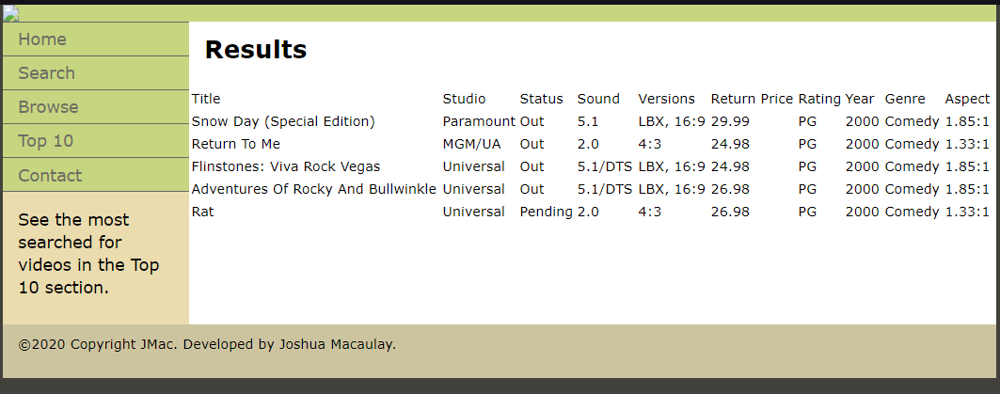 Home
Search
Browse
Top 10
Contact
See the most
searched for
videos in the Top
10 section.
Results
Title Studio Status Sound Versions Return Price Rating Year Genre Aspect
Snow Day (Special Edition) Paramount Out 5.1 LBX, 16:9 29.99 PG 2000 Comedy 1.85:1
Return To Me MGM/UA Out 2.0 4:3 24.98 PG 2000 Comedy 1.33:1
Flinstones: Viva Rock Vegas Universal Out 5.1/DTS LBX, 16:9 24.98 PG 2000 Comedy 1.85:1
Adventures Of Rocky And Bullwinkle Universal Out 5.1/DTS LBX, 16:9 26.98 PG 2000 Comedy 1.85:1
Rat Universal Pending 2.0 4:3 26.98 PG 2000 Comedy 1.33:1
©2020 Copyright JMac. Developed by Joshua Macaulay.